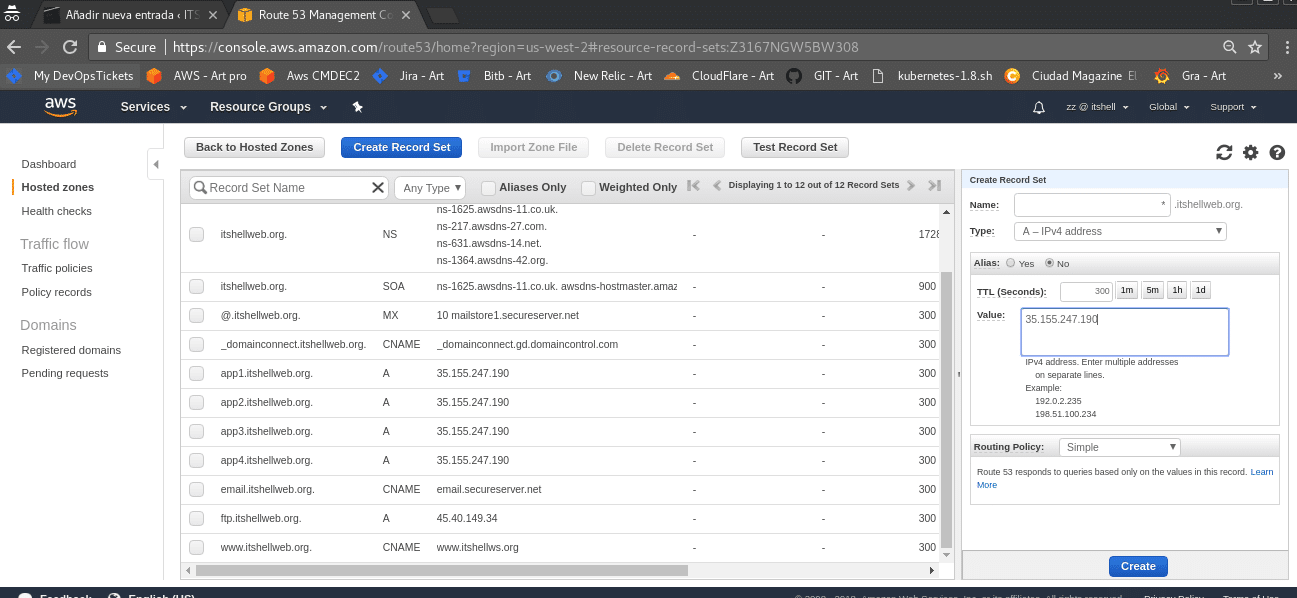 Añadir nueva entrada ‹ ITS
Route 53 Management Co
Secure
https://console.aws.amazon.com/route53/home?region=us-west-2#resource-record-sets:Z3167NGW5BW308
My DevOpsTickets
AWS - Art pro
Aws CMDEC2
Jira - Art
Bitb - Art
New Relic - Art
CloudFlare - Art
GIT - Art
kubernetes-1.8.sh
Ciudad Magazine El
Gra - Art
»
aws
Services
Resource Groups
zz @ itshell
Global
Support
Dashboard
Hosted zones
Health checks
Traffic flow
Traffic policies
Policy records
Domains
Registered domains
Pending requests
Back to Hosted Zones
Create Record Set
Import Zone File
Delete Record Set
Test Record Set
Record Set Name
Any Type
Aliases Only
Weighted Only
Displaying 1 to 12 out of 12 Record Sets
ns-1625.awsdns-11.co.uk.
itshellweb.org. NS ns-217.awsdns-27.com. - - 1728
ns-631.awsdns-14.net.
ns-1364.awsdns-42.org.
itshellweb.org. SOA ns-1625.awsdns-11.co.uk. awsdns-hostmaster.amaz - - 900
@.itshellweb.org. MX 10 mailstore1.secureserver.net - - 300
_domainconnect.itshellweb.org. CNAME _domainconnect.gd.domaincontrol.com - - 300
app1.itshellweb.org. A 35.155.247.190 - - 300
app2.itshellweb.org. A 35.155.247.190 - - 300
app3.itshellweb.org. A 35.155.247.190 - - 300
app4.itshellweb.org. A 35.155.247.190 - - 300
email.itshellweb.org. CNAME email.secureserver.net - - 300
ftp.itshellweb.org. A 45.40.149.34 - - 300
www.itshellweb.org. CNAME www.itshellws.org - - 300
Create Record Set
Name: * .itshellweb.org.
Type: A – IPv4 address
Alias: Yes No
TTL (Seconds): 300 1m 5m 1h 1d
Value: 35.155.247.190
IPv4 address. Enter multiple addresses
on separate lines.
Example:
192.0.2.235
198.51.100.234
Routing Policy: Simple
Route 53 responds to queries based only on the values in this record. Learn
More
Create
Feedback
English (US)
Privacy Policy
Terms of Use